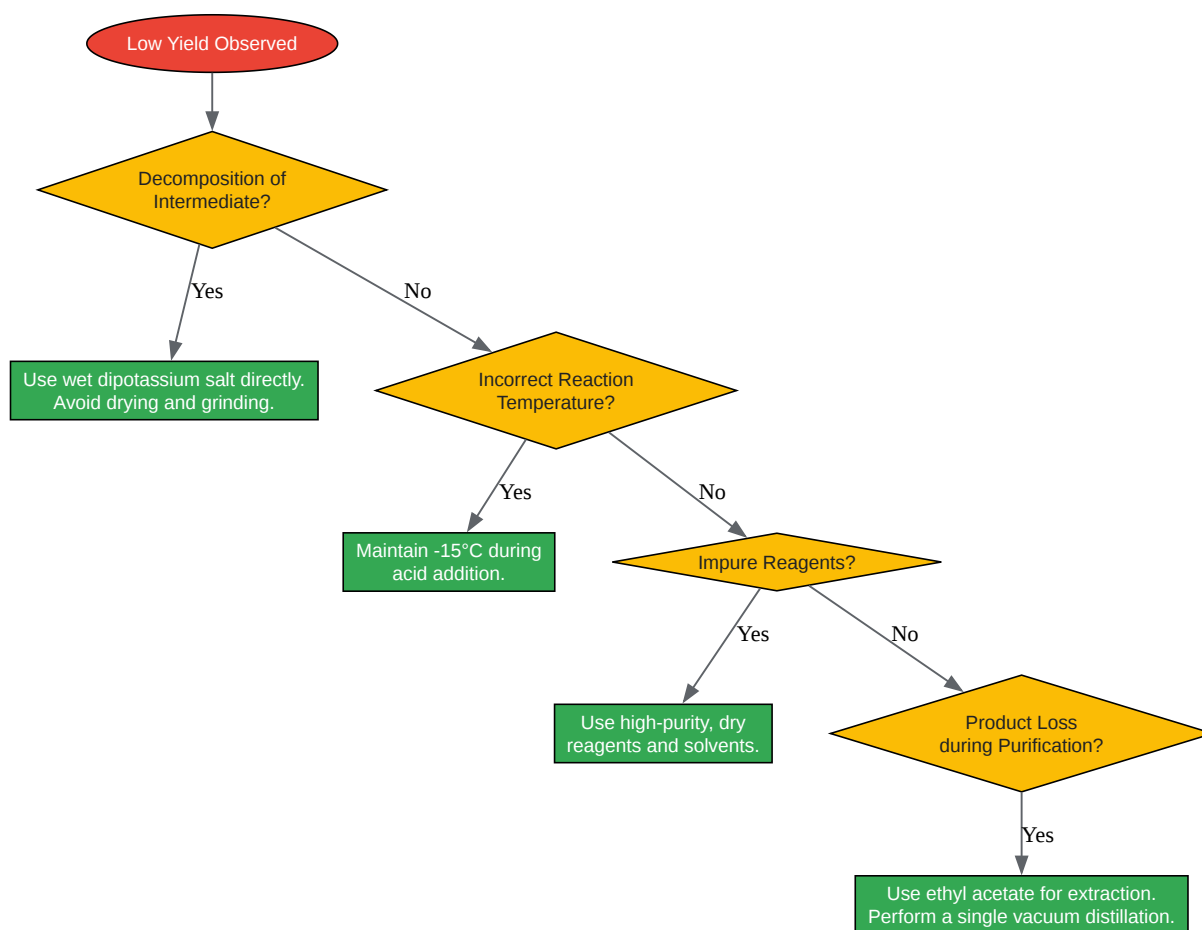 Low Yield Observed
Decomposition of
Intermediate?
Yes
No
Use wet dipotassium salt directly.
Avoid drying and grinding.
Incorrect Reaction
Temperature?
Yes
No
Maintain -15°C during
acid addition.
Impure Reagents?
Yes
No
Use high-purity, dry
reagents and solvents.
Product Loss
during Purification?
Yes
Use ethyl acetate for extraction.
Perform a single vacuum distillation.